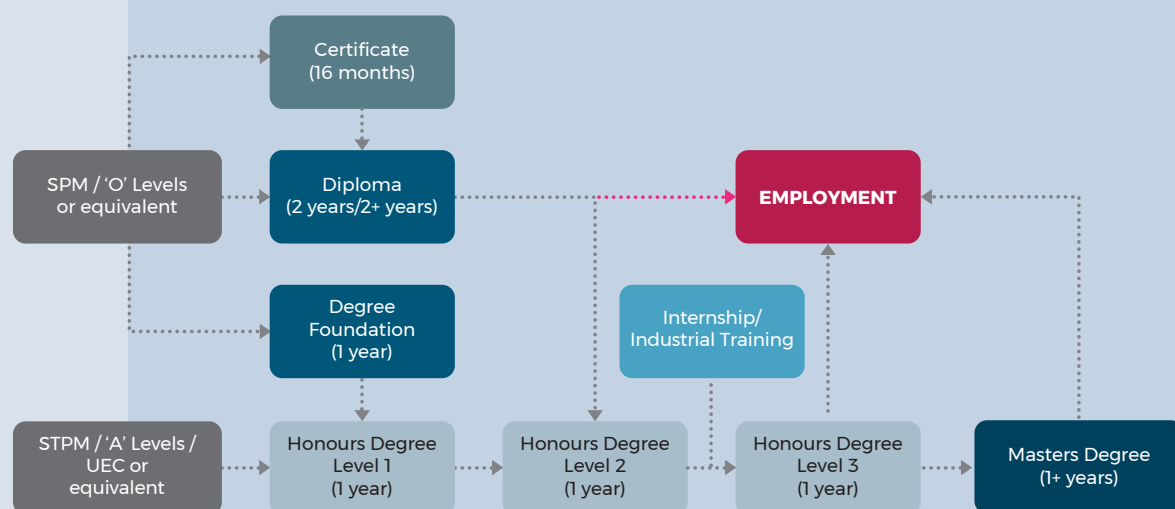 Certificate
(16 months)
SPM / ‘O’ Levels
or equivalent
Diploma
(2 years/2+ years)
EMPLOYMENT
Degree
Foundation
(1 year)
Internship/
Industrial Training
STPM / ‘A’ Levels /
UEC or
equivalent
Honours Degree
Level 1
(1 year)
Honours Degree
Level 2
(1 year)
Honours Degree
Level 3
(1 year)
Masters Degree
(1+ years)